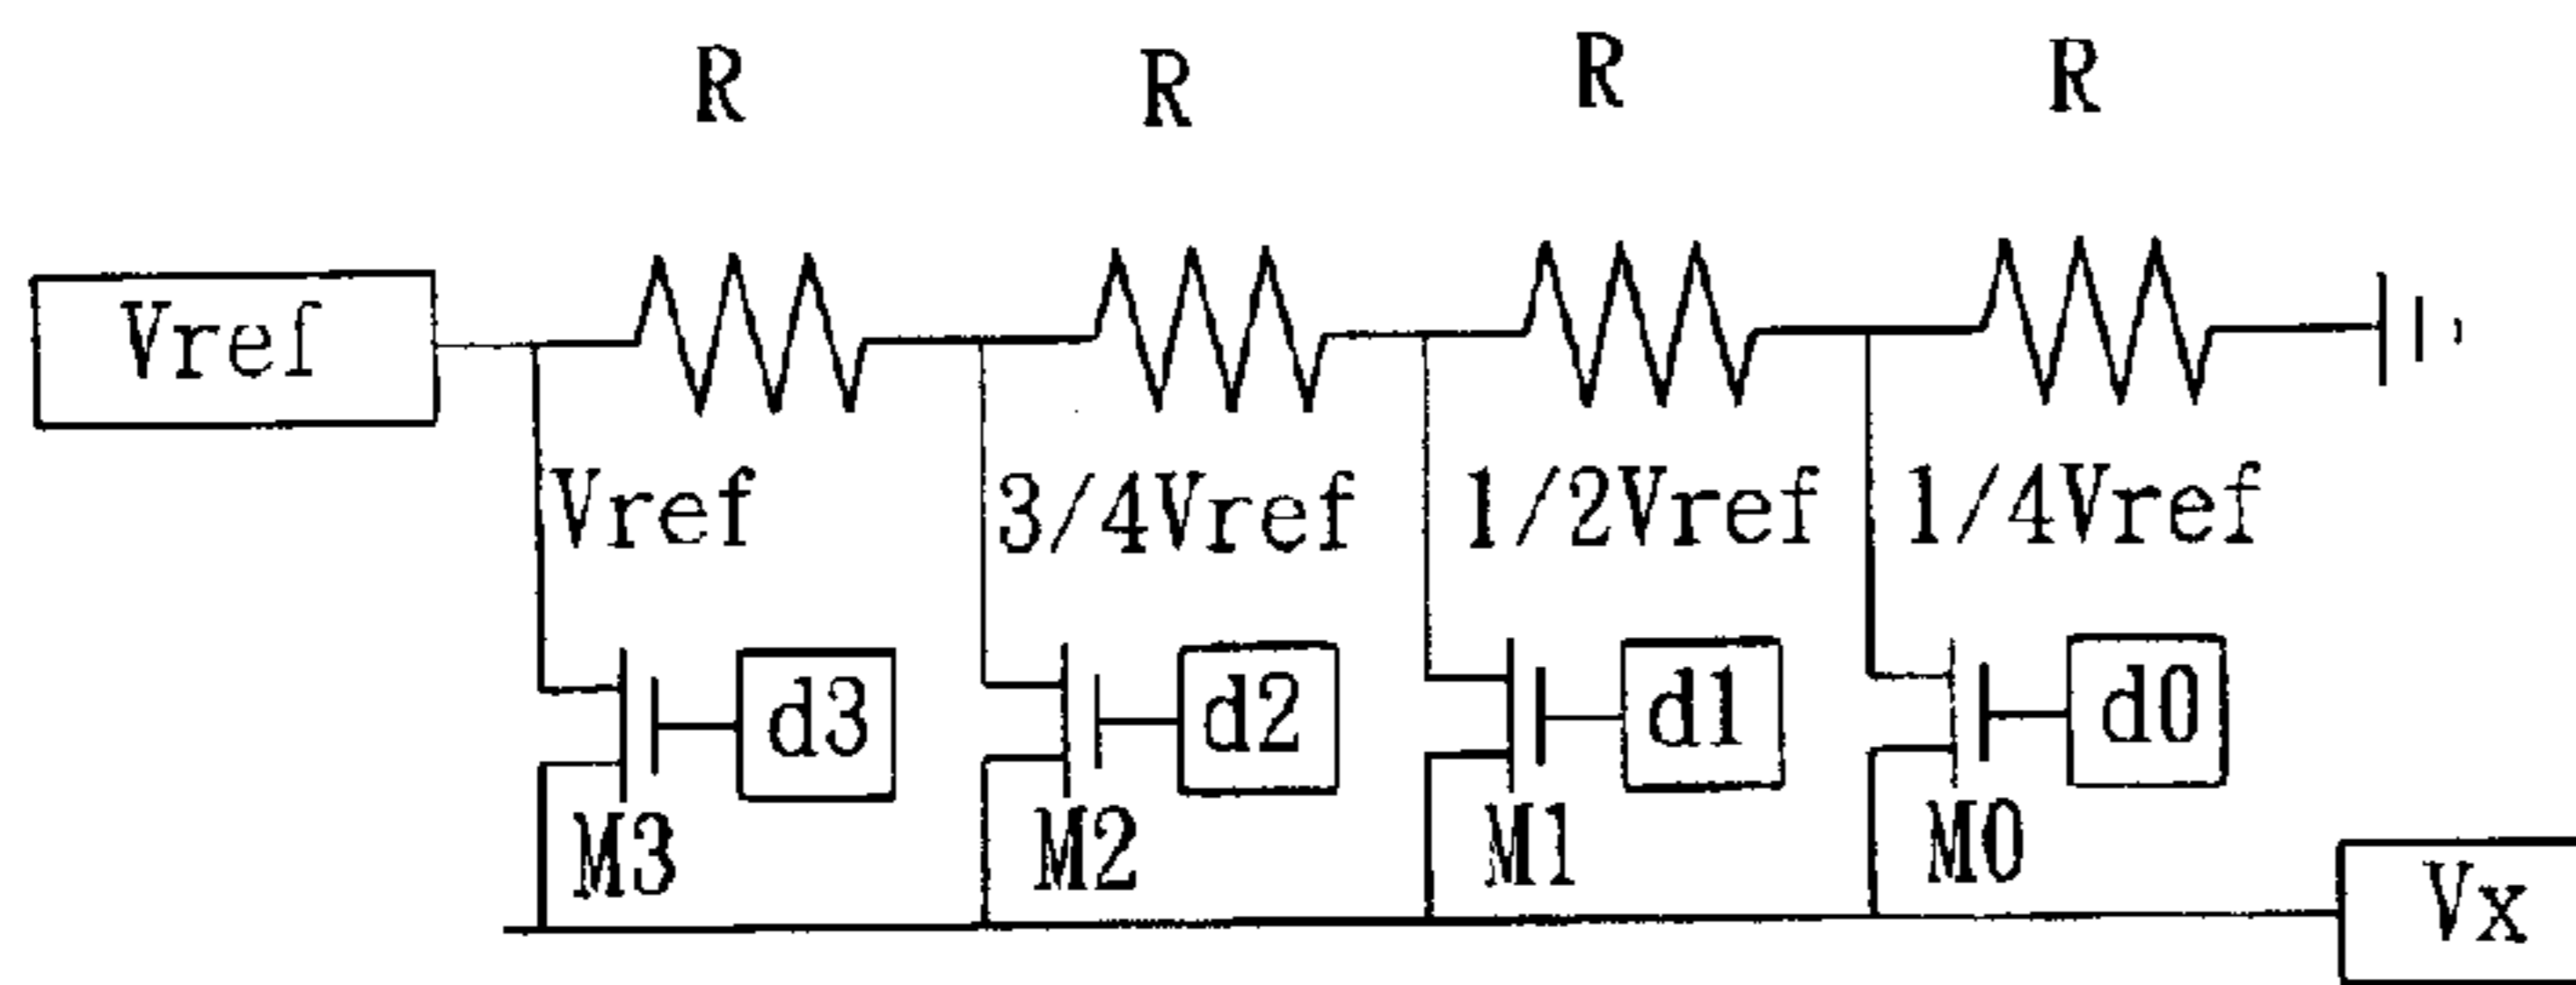 R R R R
Vref
Vref 3/4Vref 1/2Vref 1/4Vref
d3 d2 d1 d0
M3 M2 M1 M0
Vx